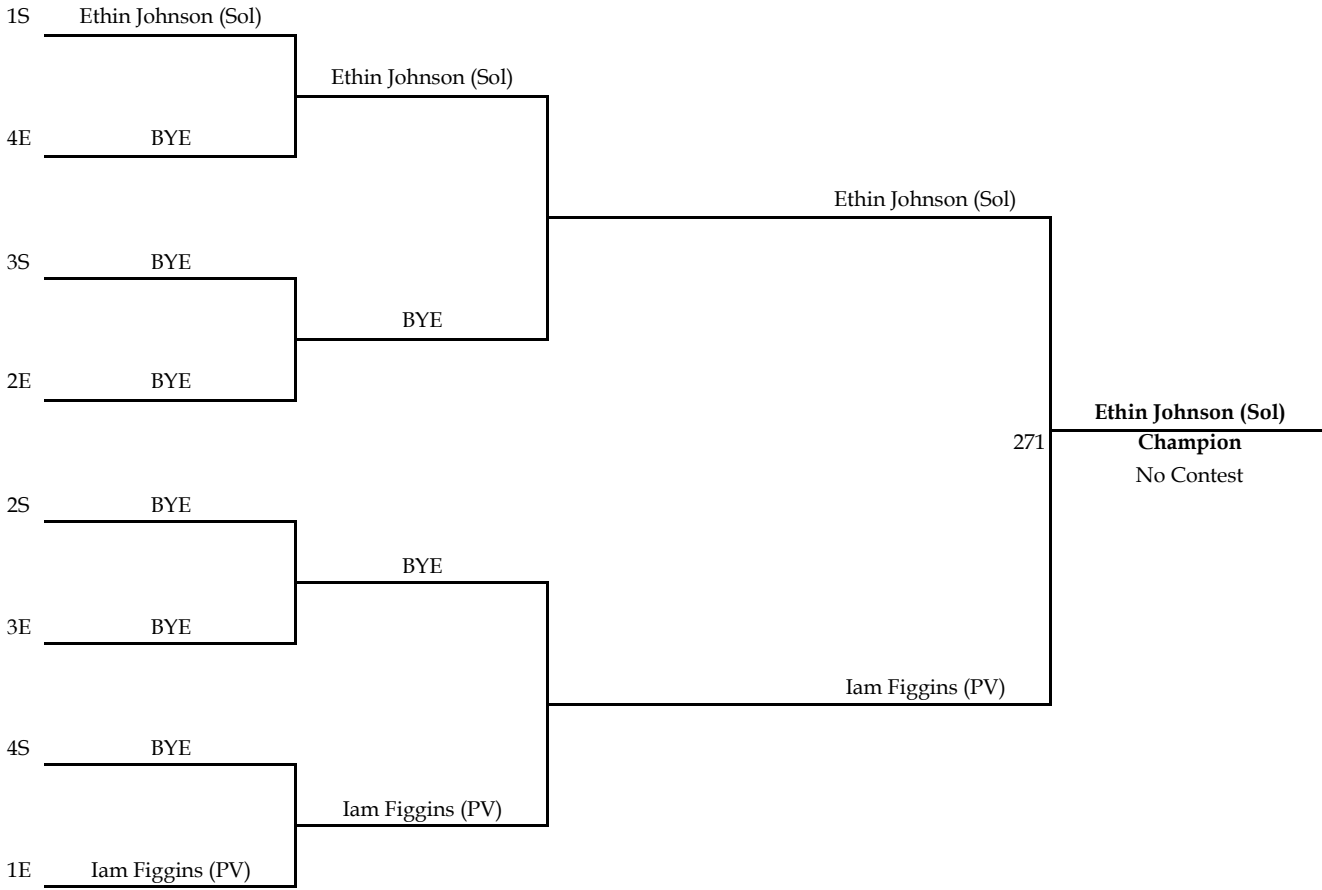 1S Ethin Johnson (Sol)
Ethin Johnson (Sol)
4E BYE
Ethin Johnson (Sol)
3S BYE
BYE
2E BYE
Ethin Johnson (Sol)
271 Champion
No Contest
2S BYE
BYE
3E BYE
Iam Figgins (PV)
4S BYE
Iam Figgins (PV)
1E Iam Figgins (PV)